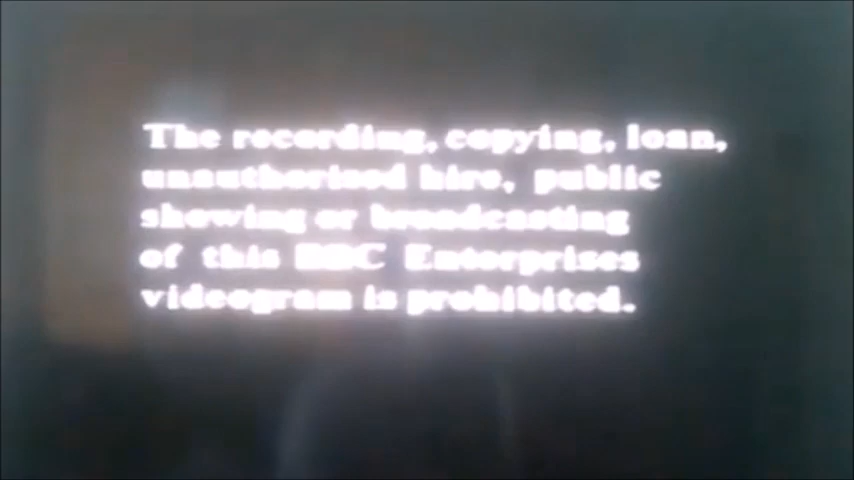 The recording, copying, loan,
unauthorised hire, public
showing or broadcasting
of this BBC Enterprises
videogram is prohibited.